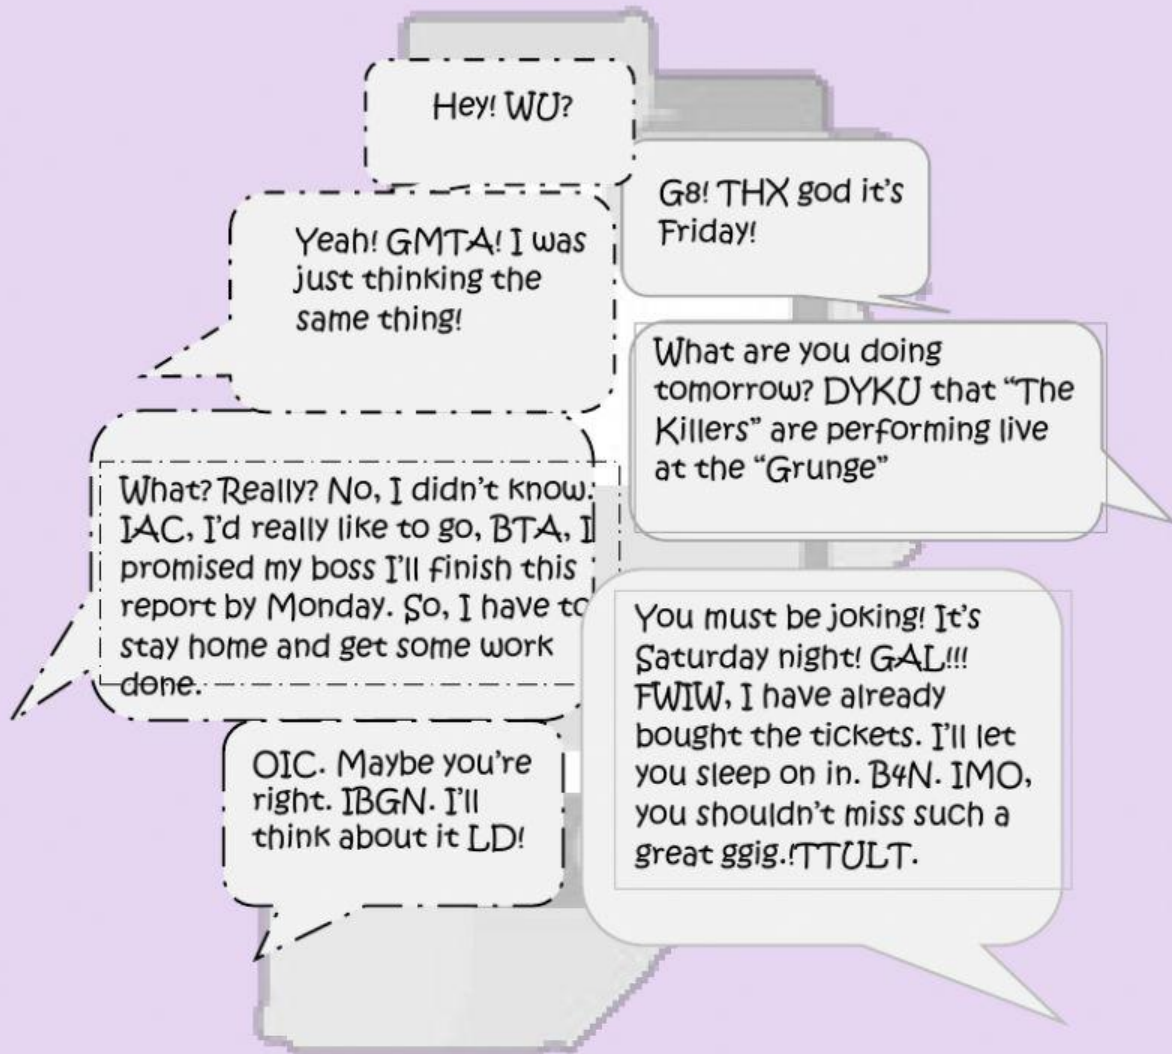 Hey! WU?
G8! THX god it's
Friday!
Yeah! GMTA! I was
just thinking the
same thing!
What are you doing
tomorrow? DYKU that “The
Killers” are performing live
at the “Grunge”
What? Really? No, I didn't know.
IAC, I'd really like to go, BTA, I
promised my boss I'll finish this
report by Monday. So, I have to
stay home and get some work
done.
You must be joking! It's
Saturday night! GAL!!!
FWIW, I have already
bought the tickets. I'll let
you sleep on in. B4N. IMO,
you shouldn't miss such a
great ggig.!TTULT.
OIC. Maybe you're
right. IBGN. I'll
think about it LD!